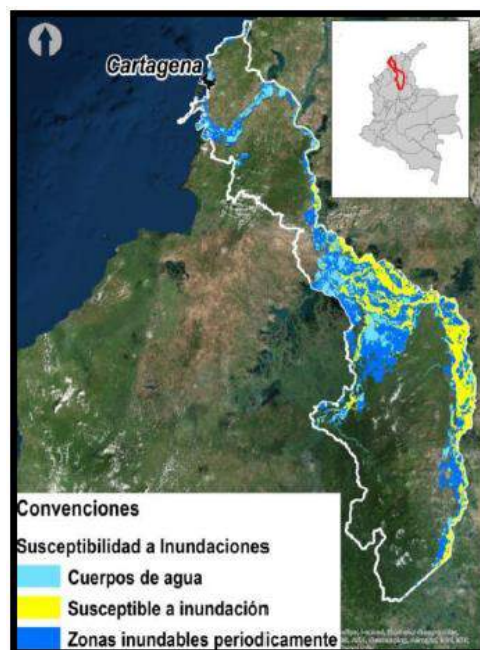 Cartagena
Convenciones
Susceptibilidad a Inundaciones
Cuerpos de agua
Susceptible a inundación
Zonas inundables periodicamente